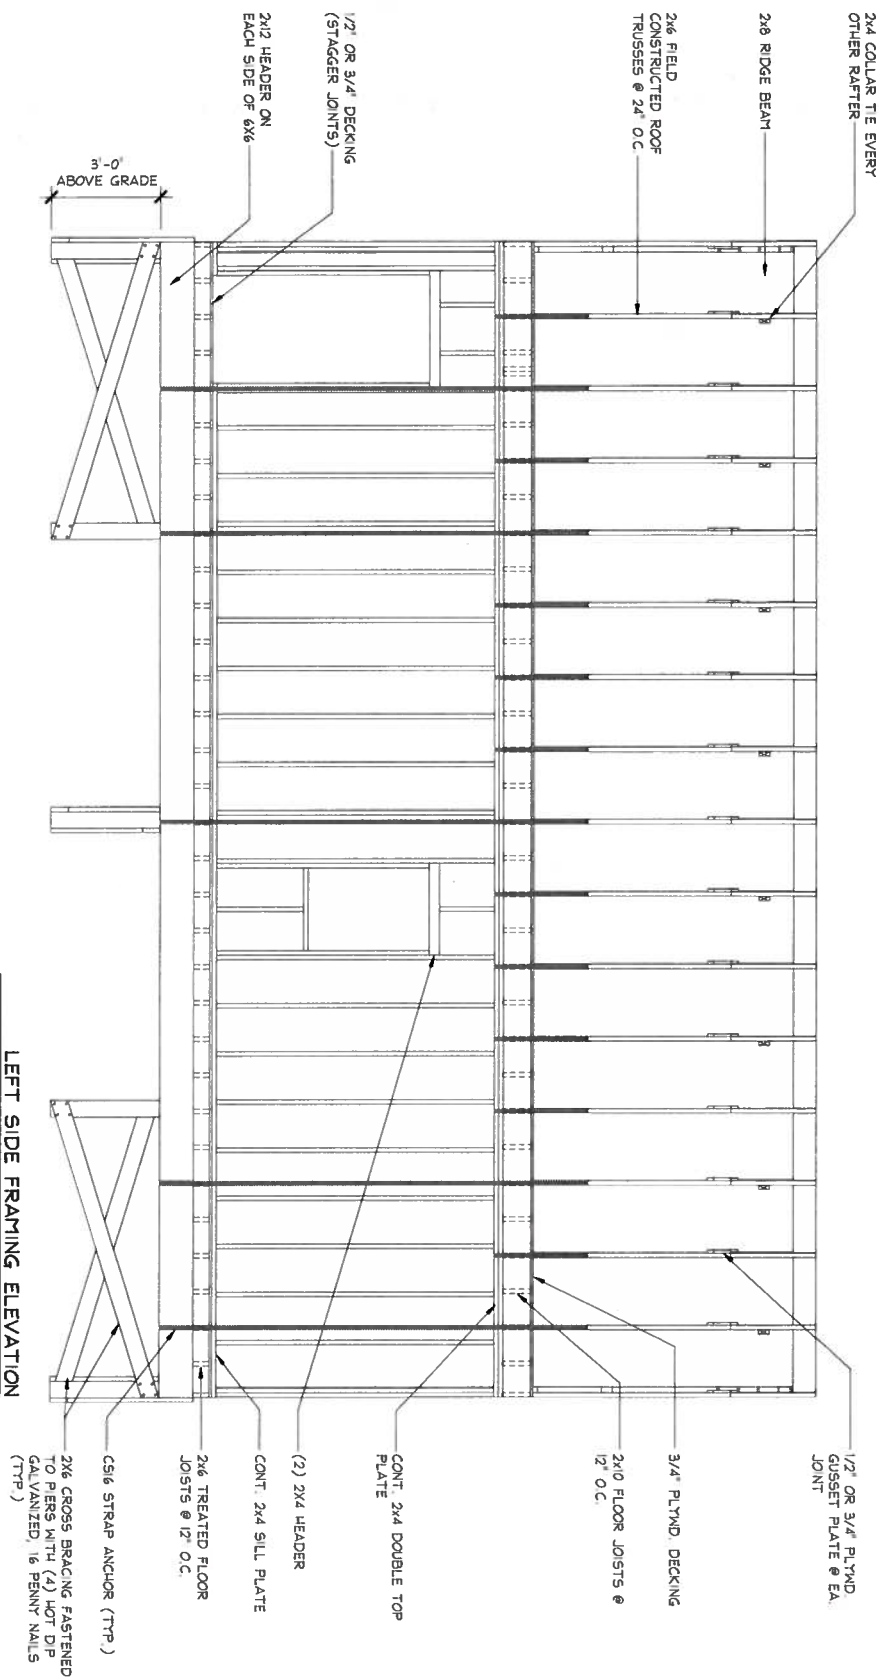 2x4 COLLAR TIE EVERY
OTHER RAFTER
2x8 RIDGE BEAM
2x6 FIELD
CONSTRUCTED ROOF
TRUSSES @ 24" O.C.
1/2" OR 3/4" DECKING
(STAGGER JOINTS)
2x12 HEADER ON
EACH SIDE OF 6X6
3'-0"
ABOVE GRADE
1/2" OR 3/4" PLYWD.
GUSSET PLATE @ EA.
JOINT
3/4" PLYWD. DECKING
2x10 FLOOR JOISTS @
12" O.C.
CONT. 2x4 DOUBLE TOP
PLATE
(2) 2X4 HEADER
CONT. 2x4 SILL PLATE
2x6 TREATED FLOOR
JOISTS @ 12" O.C.
CS16 STRAP ANCHOR (TYP.)
2X6 CROSS BRACING FASTENED
TO PIERS WITH (4) HOT DIP
GALVANIZED, 16 PENNY NAILS
(TYP.)
LEFT SIDE FRAMING ELEVATION